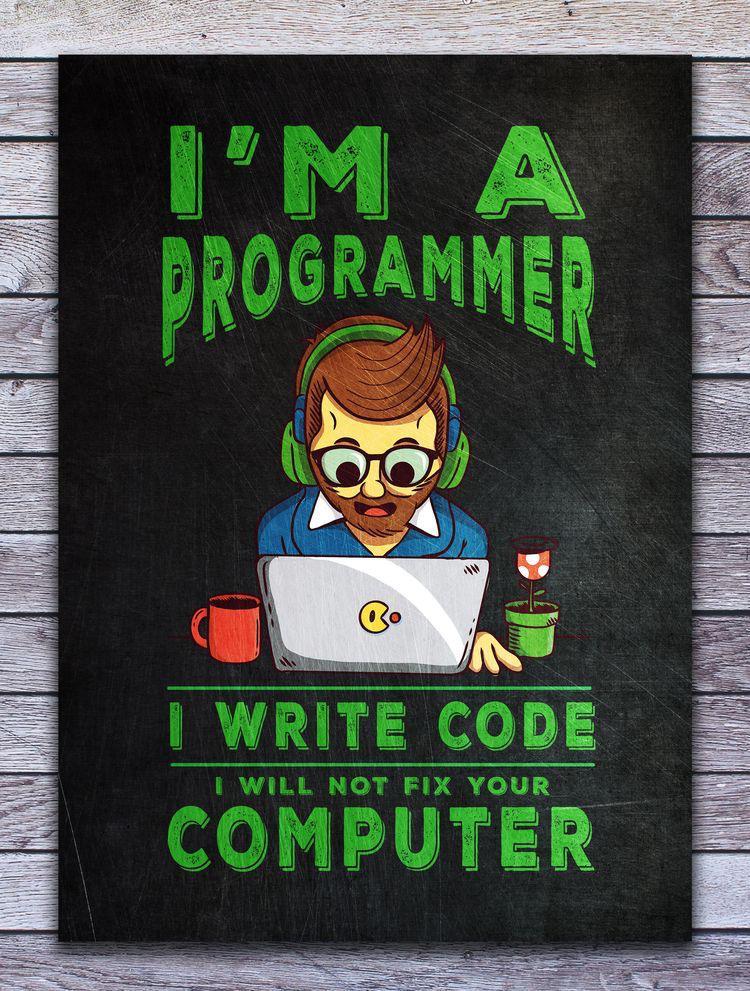 I'M A
PROGRAMMER
I WRITE CODE
I WILL NOT FIX YOUR
COMPUTER